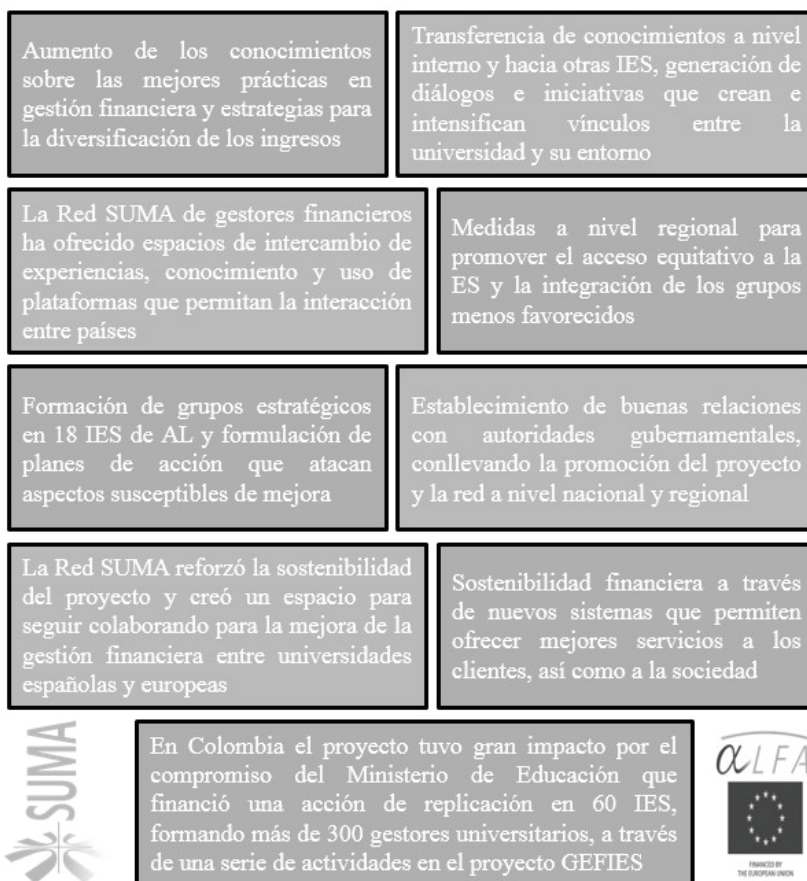 Aumento de los conocimientos
sobre las mejores prácticas en
gestión financiera y estrategias para
la diversificación de los ingresos
Transferencia de conocimientos a nivel
interno y hacia otras IES, generación de
diálogos e iniciativas que crean e
intensifican vínculos entre la
universidad y su entorno
La Red SUMA de gestores financieros
ha ofrecido espacios de intercambio de
experiencias, conocimiento y uso de
plataformas que permitan la interacción
entre países
Medidas a nivel regional para
promover el acceso equitativo a la
ES y la integración de los grupos
menos favorecidos
Formación de grupos estratégicos
en 18 IES de AL y formulación de
planes de acción que atacan
aspectos susceptibles de mejora
Establecimiento de buenas relaciones
con autoridades gubernamentales,
conllevando la promoción del proyecto
y la red a nivel nacional y regional
La Red SUMA reforzó la sostenibilidad
del proyecto y creó un espacio para
seguir colaborando para la mejora de la
gestión financiera entre universidades
españolas y europeas
Sostenibilidad financiera a través
de nuevos sistemas que permiten
ofrecer mejores servicios a los
clientes, así como a la sociedad
SUMA
En Colombia el proyecto tuvo gran impacto por el
compromiso del Ministerio de Educación que
financió una acción de replicación en 60 IES,
formando más de 300 gestores universitarios, a través
de una serie de actividades en el proyecto GEFIES
αLFA
FINANCED BY
THE EUROPEAN UNION